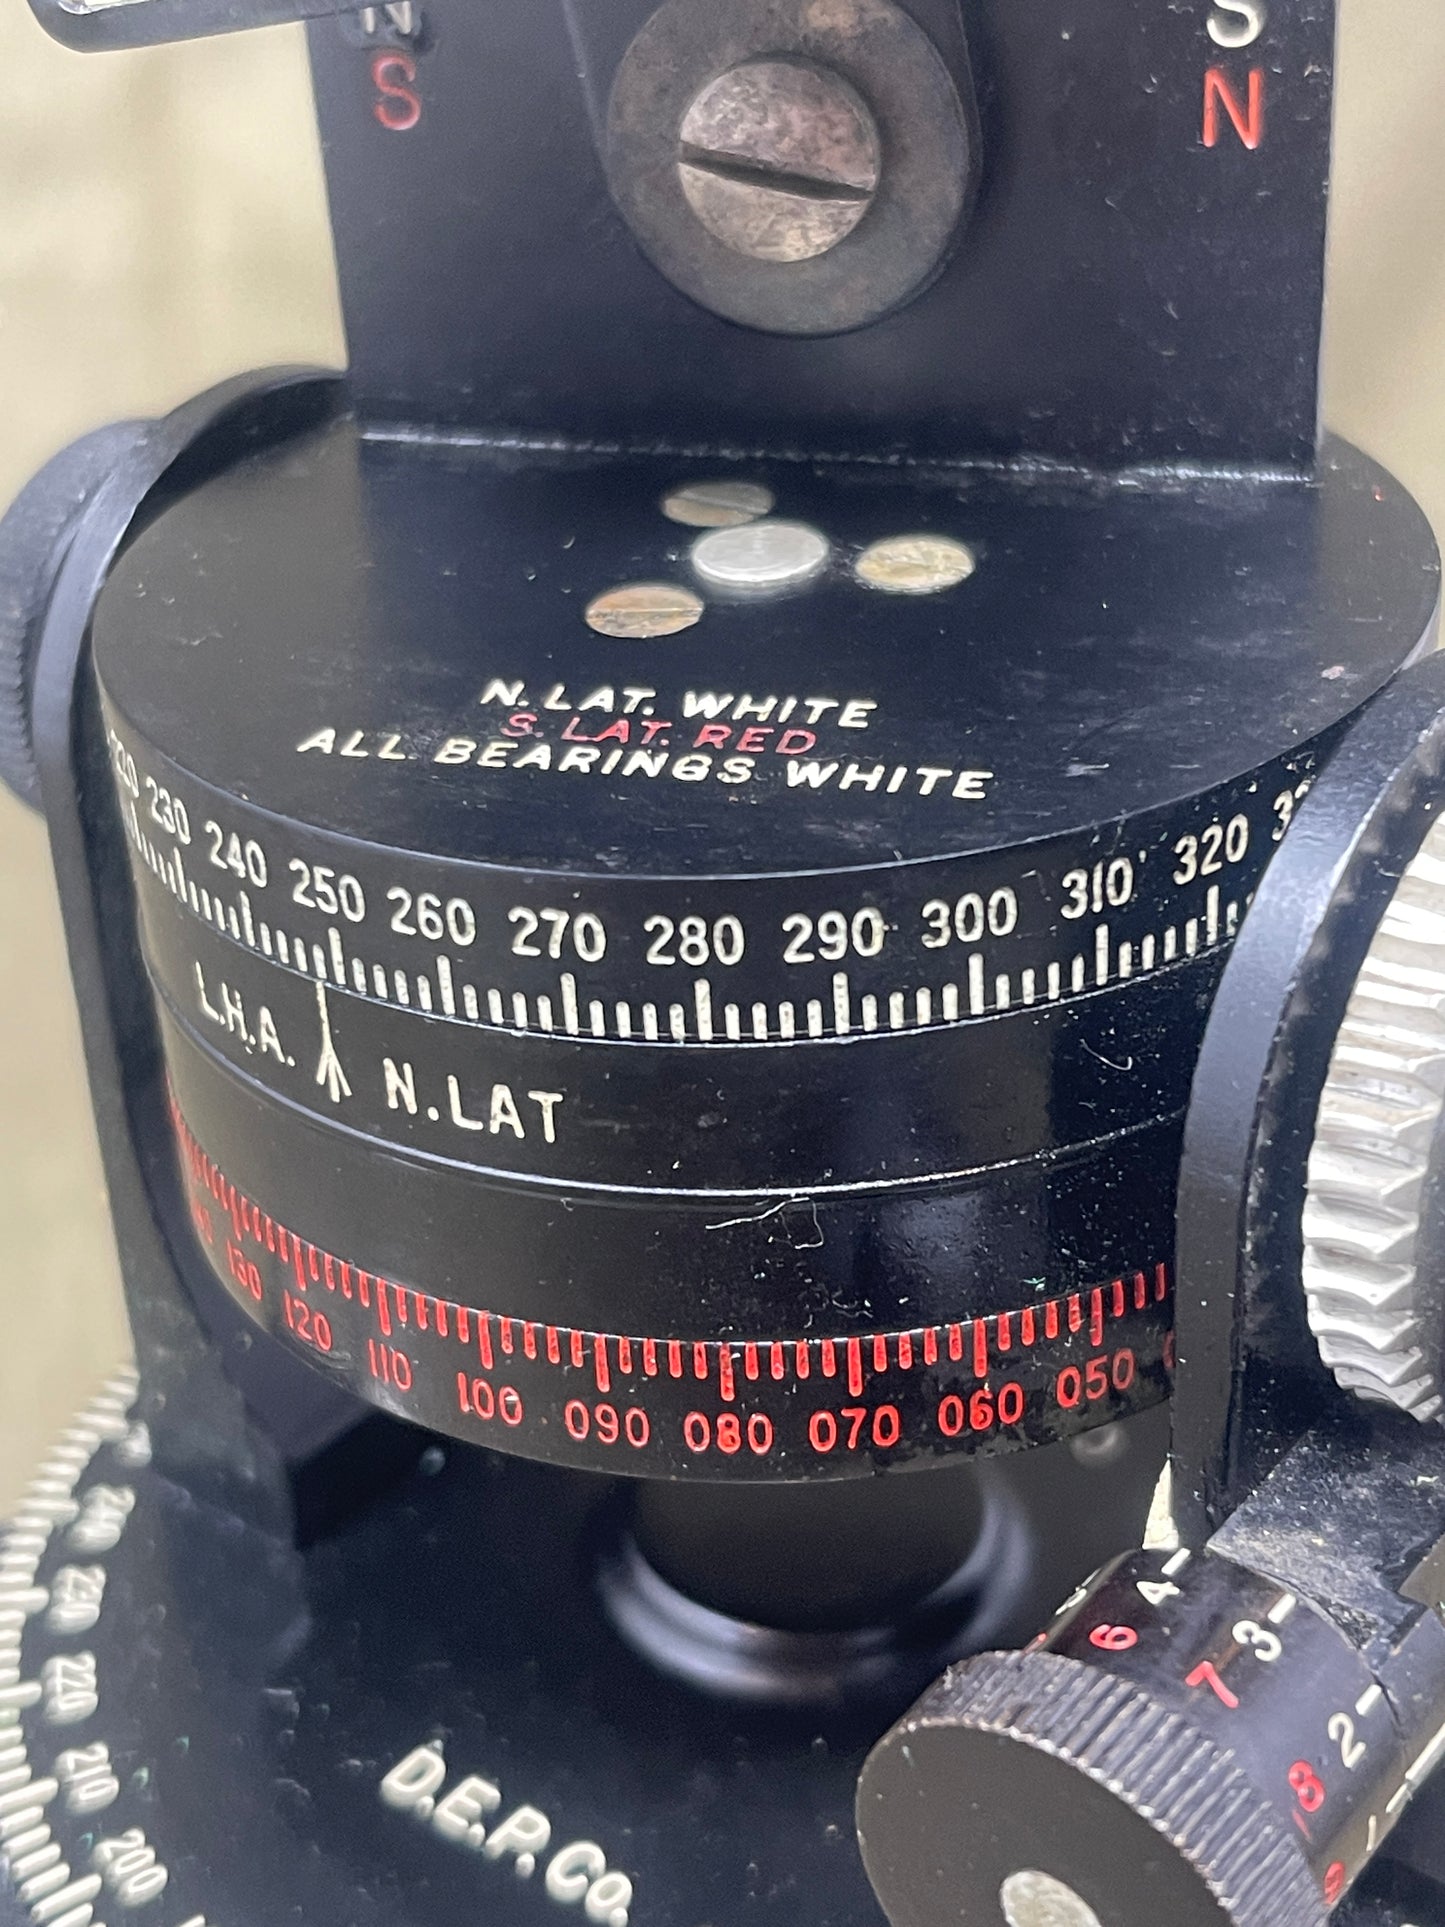 N S
S N
N. LAT. WHITE
S. LAT. RED
ALL BEARINGS WHITE
220 230 240 250 260 270 280 290 300 310 320
L.H.A. N.LAT
130 120 110 100 090 080 070 060 050
4 3 2
6 7 8
240
230
220
210
200
D.E.P. CO.